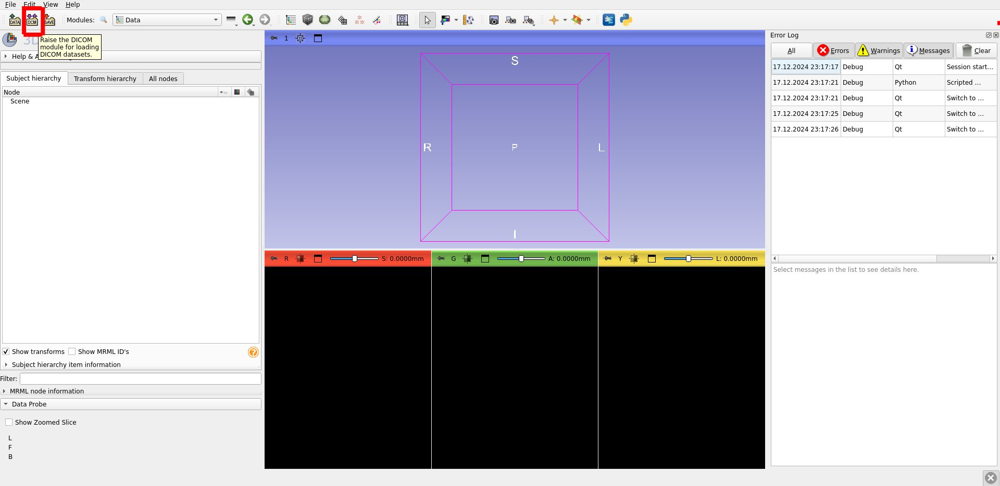 File Edit View Help
DATA DCM SAVE Modules: Data
3D
Raise the DICOM
module for loading
DICOM datasets.
Help &
Subject hierarchy Transform hierarchy All nodes
Node
Scene
Show transforms Show MRML ID's
Subject hierarchy item information
Filter:
MRML node information
Data Probe
Show Zoomed Slice
L
F
B
1
S
R P L
I
R S: 0.0000mm
G A: 0.0000mm
Y L: 0.0000mm
Error Log
All Errors Warnings Messages Clear
17.12.2024 23:17:17 Debug Qt Session start...
17.12.2024 23:17:21 Debug Python Scripted ...
17.12.2024 23:17:21 Debug Qt Switch to ...
17.12.2024 23:17:25 Debug Qt Switch to ...
17.12.2024 23:17:26 Debug Qt Switch to ...
Select messages in the list to see details here.